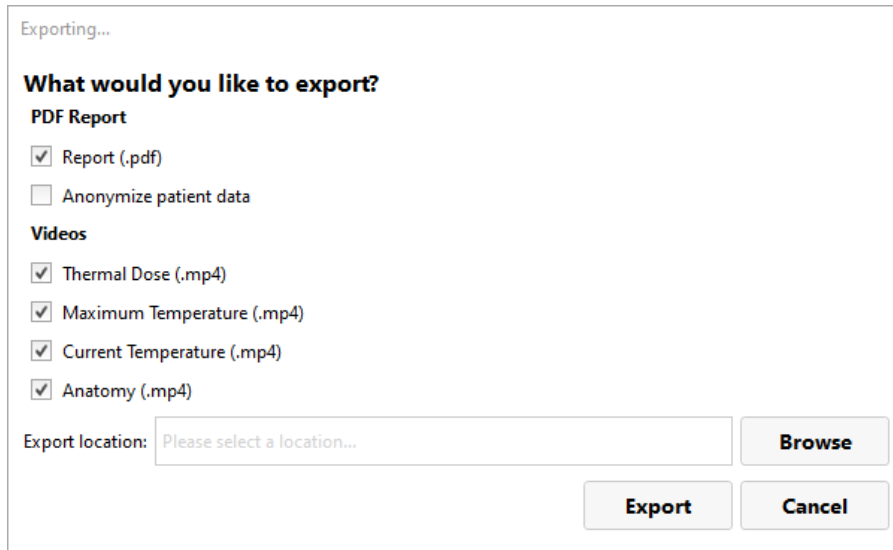 Exporting...
What would you like to export?
PDF Report
Report (.pdf)
Anonymize patient data
Videos
Thermal Dose (.mp4)
Maximum Temperature (.mp4)
Current Temperature (.mp4)
Anatomy (.mp4)
Export location: Please select a location... Browse
Export Cancel